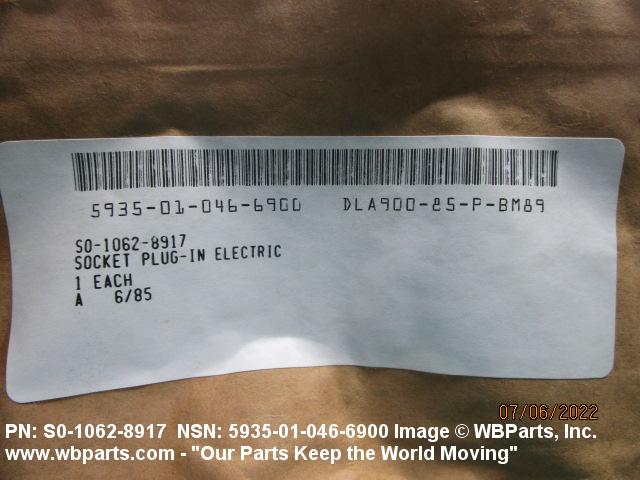 5935-01-046-6900 DLA900-85-P-BM89
SO-1062-8917
SOCKET PLUG-IN ELECTRIC
1 EACH
A 6/85
07/06/2022
PN: S0-1062-8917 NSN: 5935-01-046-6900 Image © WBParts, Inc.
www.wbparts.com - "Our Parts Keep the World Moving"